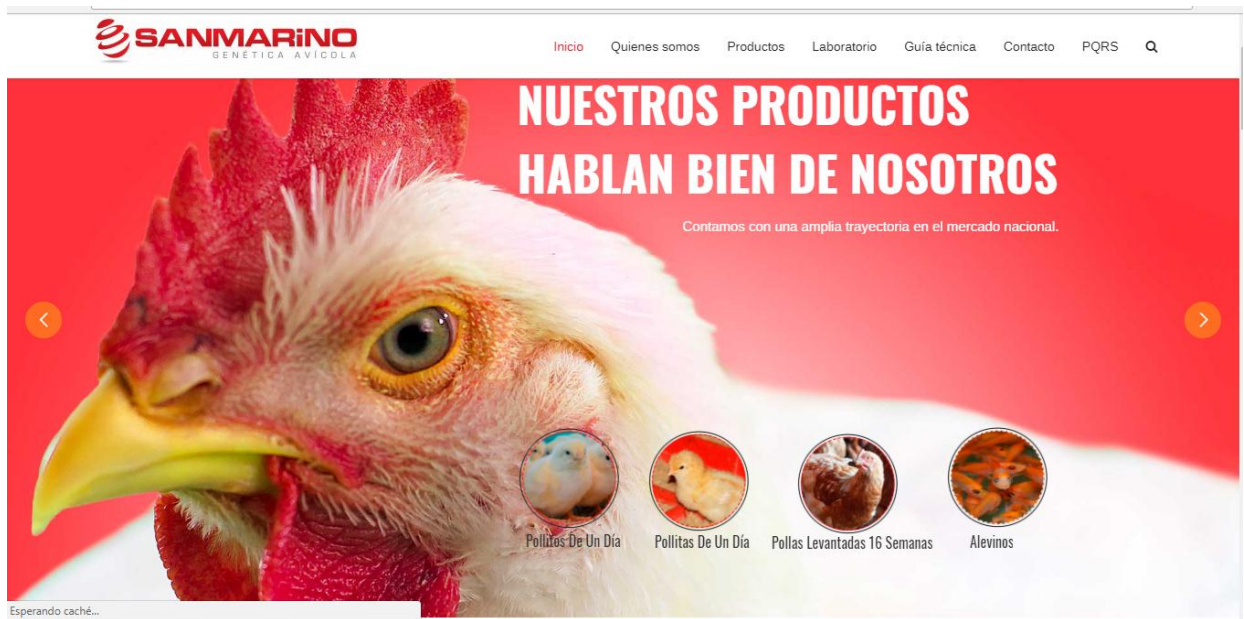 SANMARiNO
GENÉTICA AVÍCOLA
Inicio Quienes somos Productos Laboratorio Guía técnica Contacto PQRS
NUESTROS PRODUCTOS
HABLAN BIEN DE NOSOTROS
Contamos con una amplia trayectoria en el mercado nacional.
Pollitos De Un Día Pollitas De Un Día Pollas Levantadas 16 Semanas Alevinos
Esperando caché...